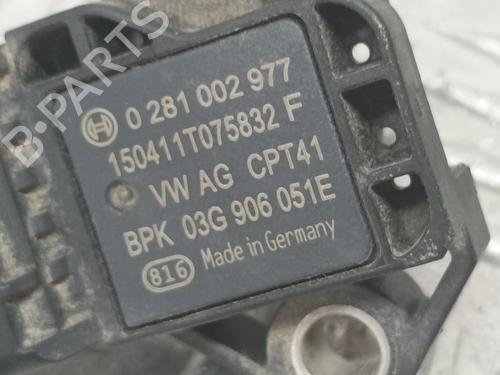 B-PARTS
0 281 002 977
150411T075832 F
VW AG CPT41
BPK 03G 906 051E
816 Made in Germany